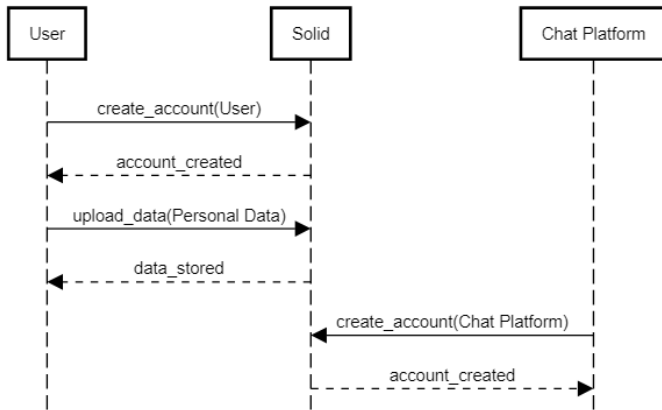 User
Solid
Chat Platform
create_account(User)
account_created
upload_data(Personal Data)
data_stored
create_account(Chat Platform)
account_created